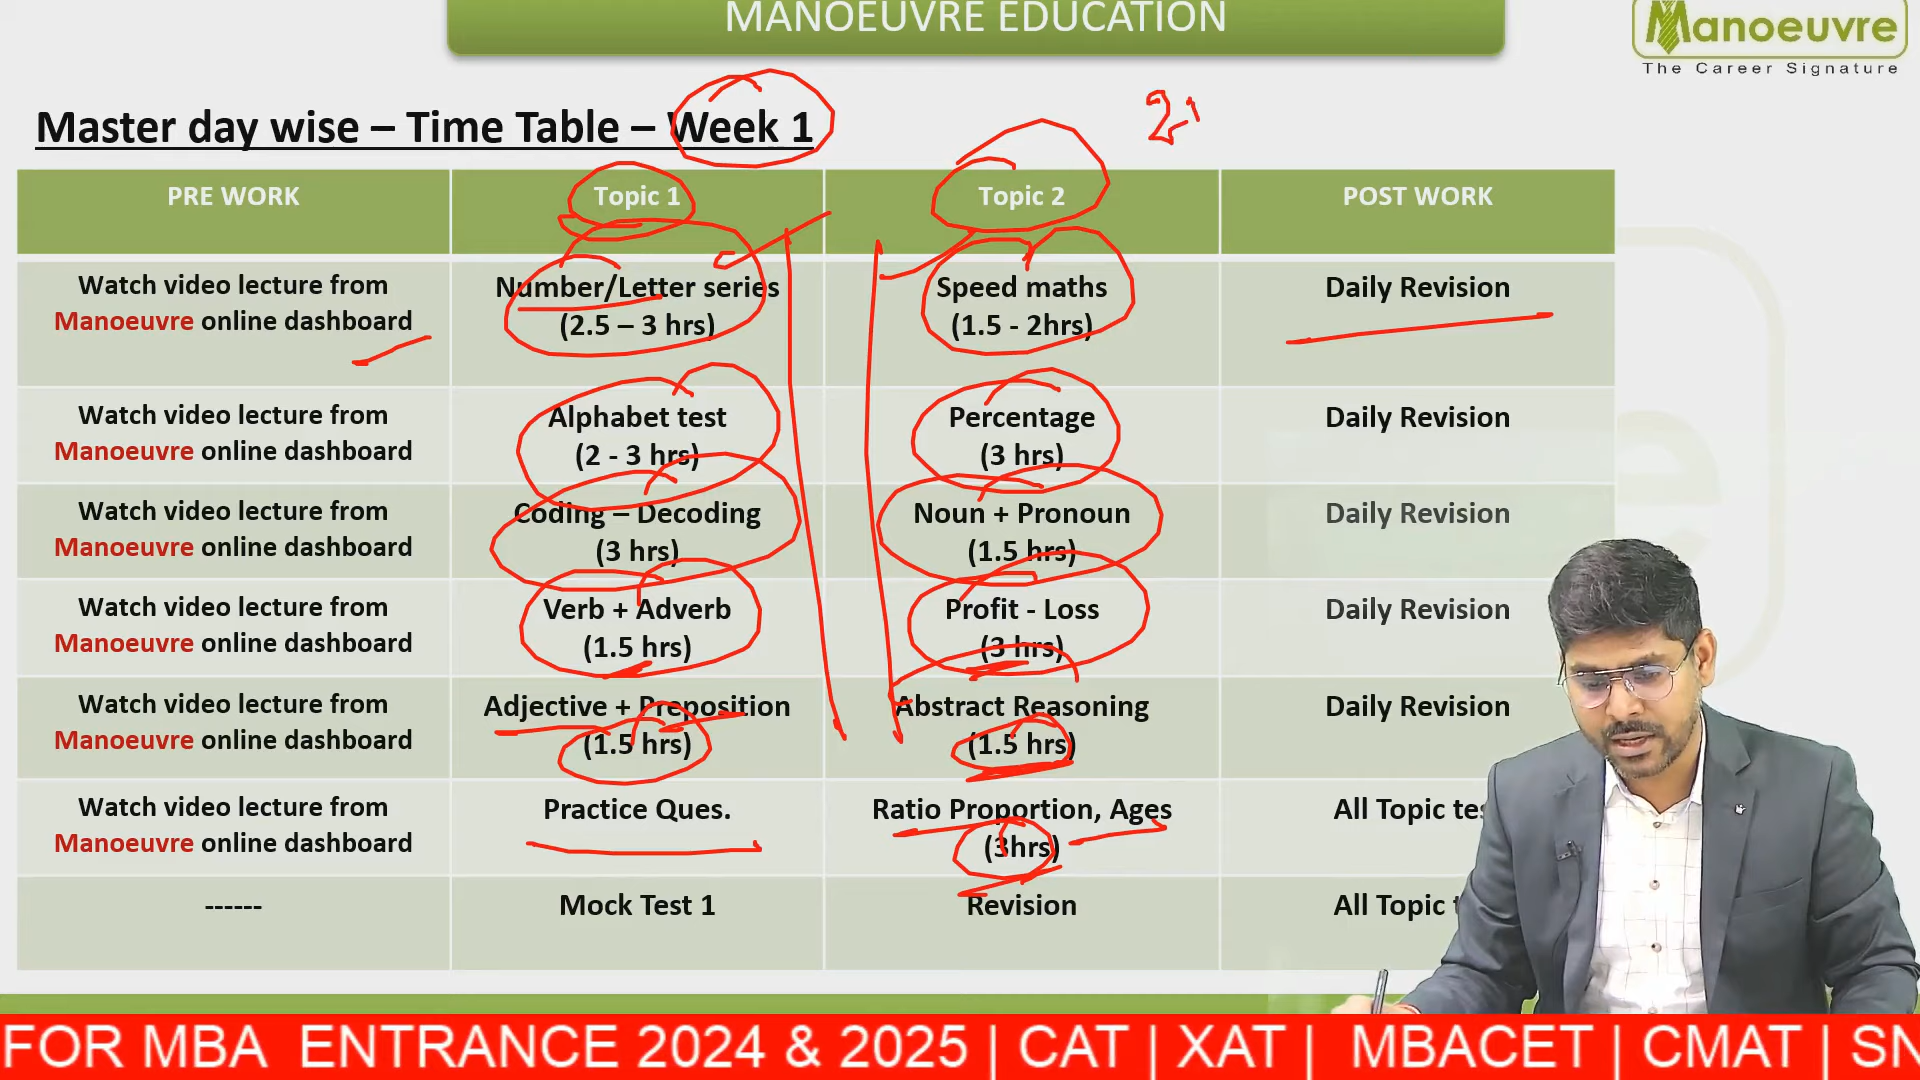 MANOEUVRE EDUCATION
Manoeuvre
The Career Signature
Master day wise – Time Table – Week 1
2.
PRE WORK
Topic 1
Topic 2
POST WORK
Watch video lecture from
Manoeuvre online dashboard
Number/Letter series
(2.5 – 3 hrs)
Speed maths
(1.5 - 2hrs)
Daily Revision
Watch video lecture from
Manoeuvre online dashboard
Alphabet test
(2 - 3 hrs)
Percentage
(3 hrs)
Daily Revision
Watch video lecture from
Manoeuvre online dashboard
Coding – Decoding
(3 hrs)
Noun + Pronoun
(1.5 hrs)
Daily Revision
Watch video lecture from
Manoeuvre online dashboard
Verb + Adverb
(1.5 hrs)
Profit - Loss
(3 hrs)
Daily Revision
Watch video lecture from
Manoeuvre online dashboard
Adjective + Preposition
(1.5 hrs)
Abstract Reasoning
(1.5 hrs)
Daily Revision
Watch video lecture from
Manoeuvre online dashboard
Practice Ques.
Ratio Proportion, Ages
(3hrs)
All Topic tes
------
Mock Test 1
Revision
All Topic t
FOR MBA ENTRANCE 2024 & 2025 | CAT | XAT | MBACET | CMAT | SN